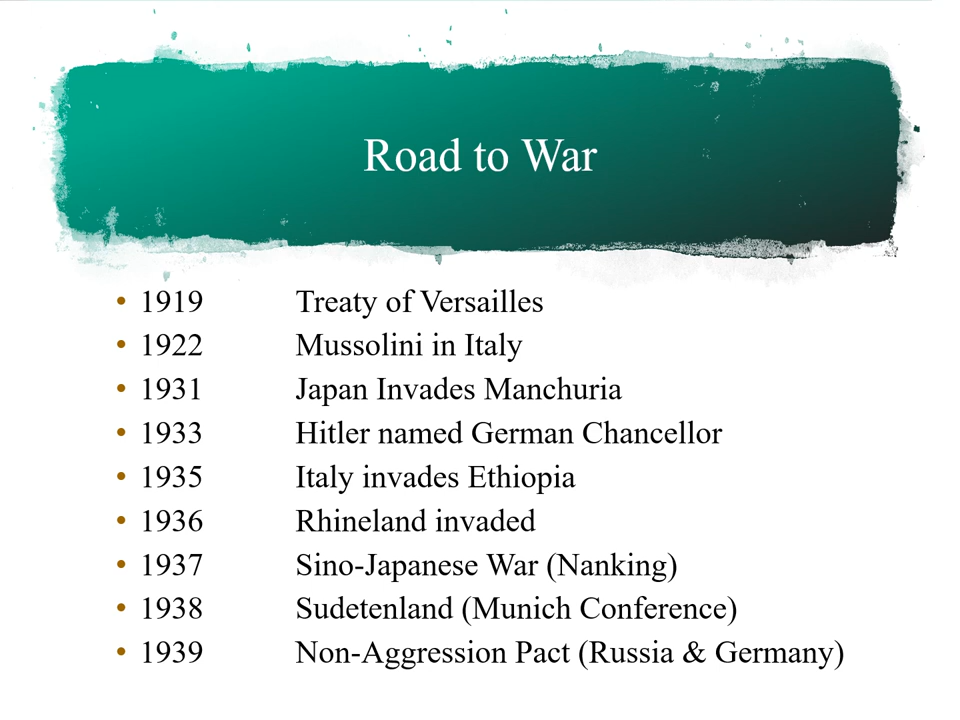 Road to War
• 1919 Treaty of Versailles
• 1922 Mussolini in Italy
• 1931 Japan Invades Manchuria
• 1933 Hitler named German Chancellor
• 1935 Italy invades Ethiopia
• 1936 Rhineland invaded
• 1937 Sino-Japanese War (Nanking)
• 1938 Sudetenland (Munich Conference)
• 1939 Non-Aggression Pact (Russia & Germany)